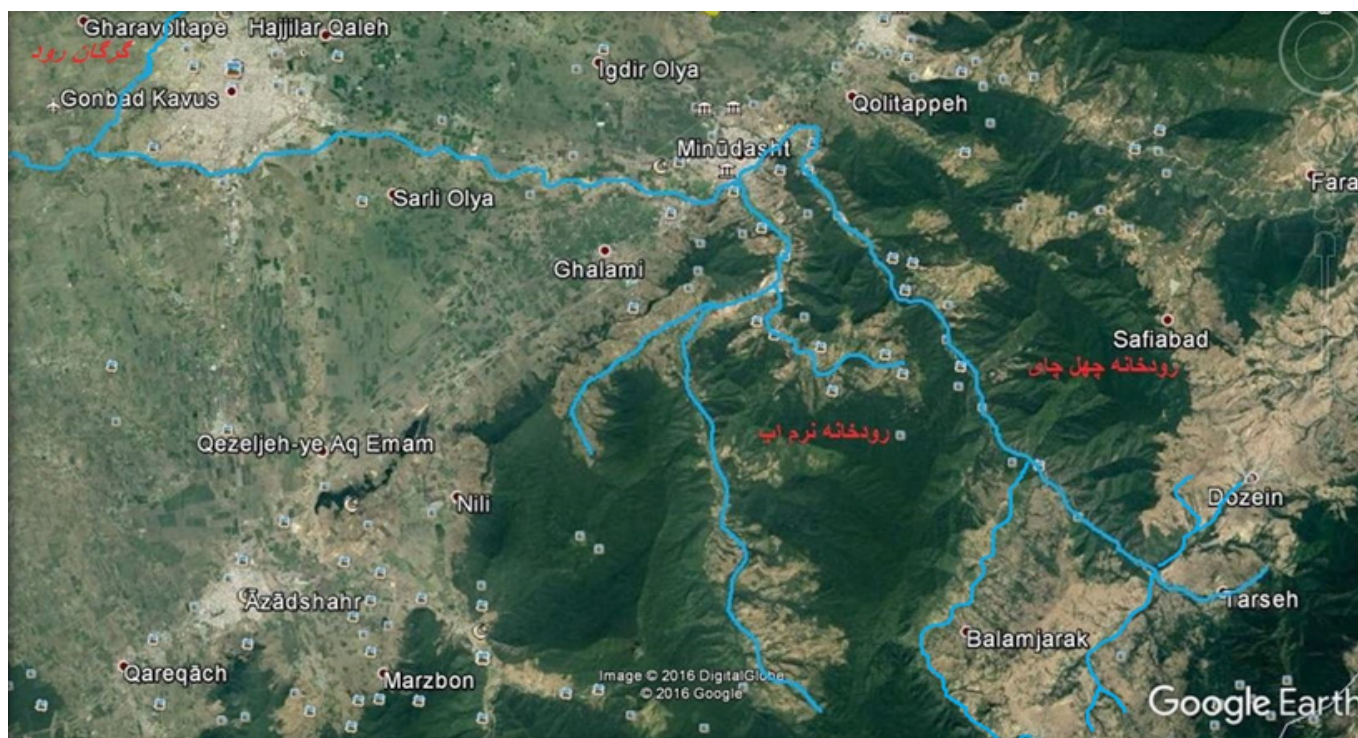 Gharavoltape
Hajjilar Qaleh
گرگان رود
Igdir Olya
Gonbad Kavus
Qolitappeh
Minūdasht
Fara
Sarli Olya
Ghalami
Safiabad
رودخانه چهل چای
رودخانه نرم اب
Qezeljeh-ye Aq Emam
Nili
Dozein
Āzādshahr
Tarseh
Balamjarak
Qareqāch
Marzbon
Image © 2016 DigitalGlobe
© 2016 Google
Google Earth